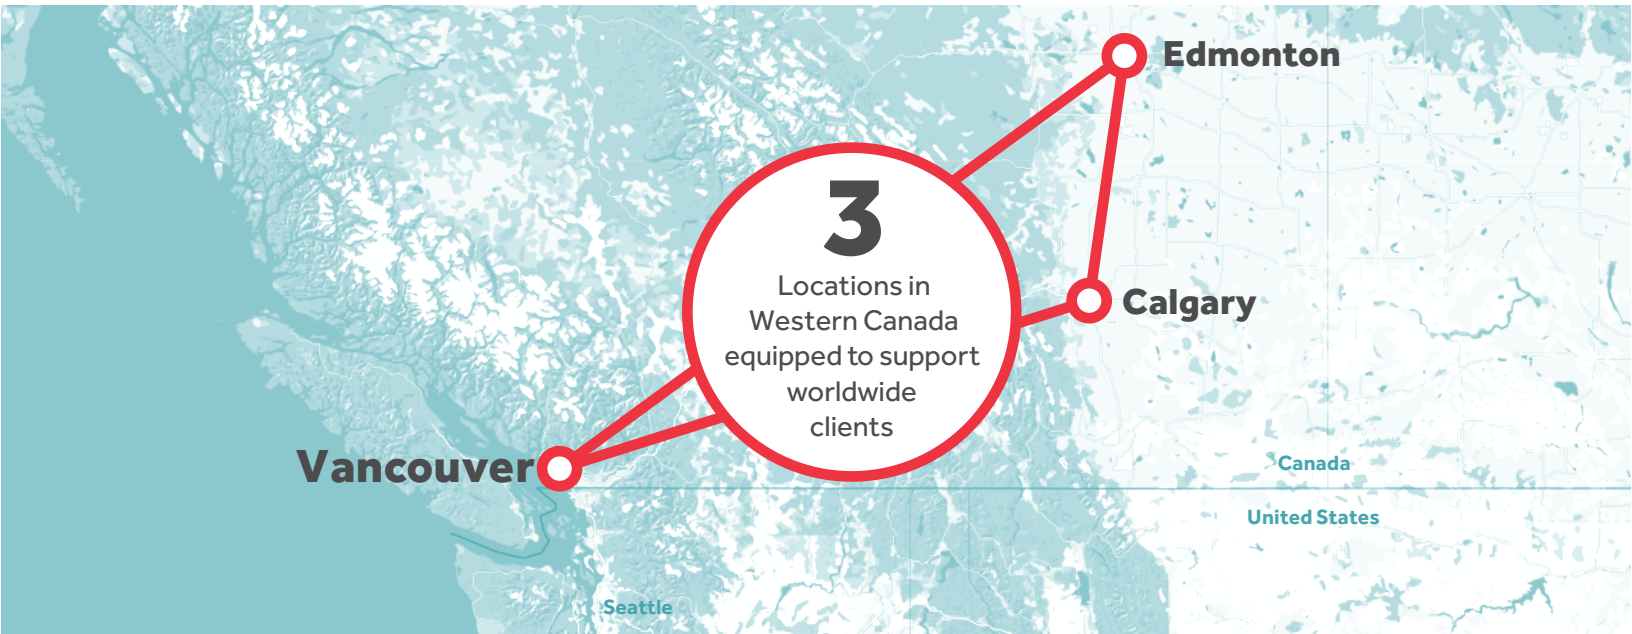 Edmonton
3
Locations in
Western Canada
equipped to support
worldwide
clients
Calgary
Vancouver
Canada
United States
Seattle